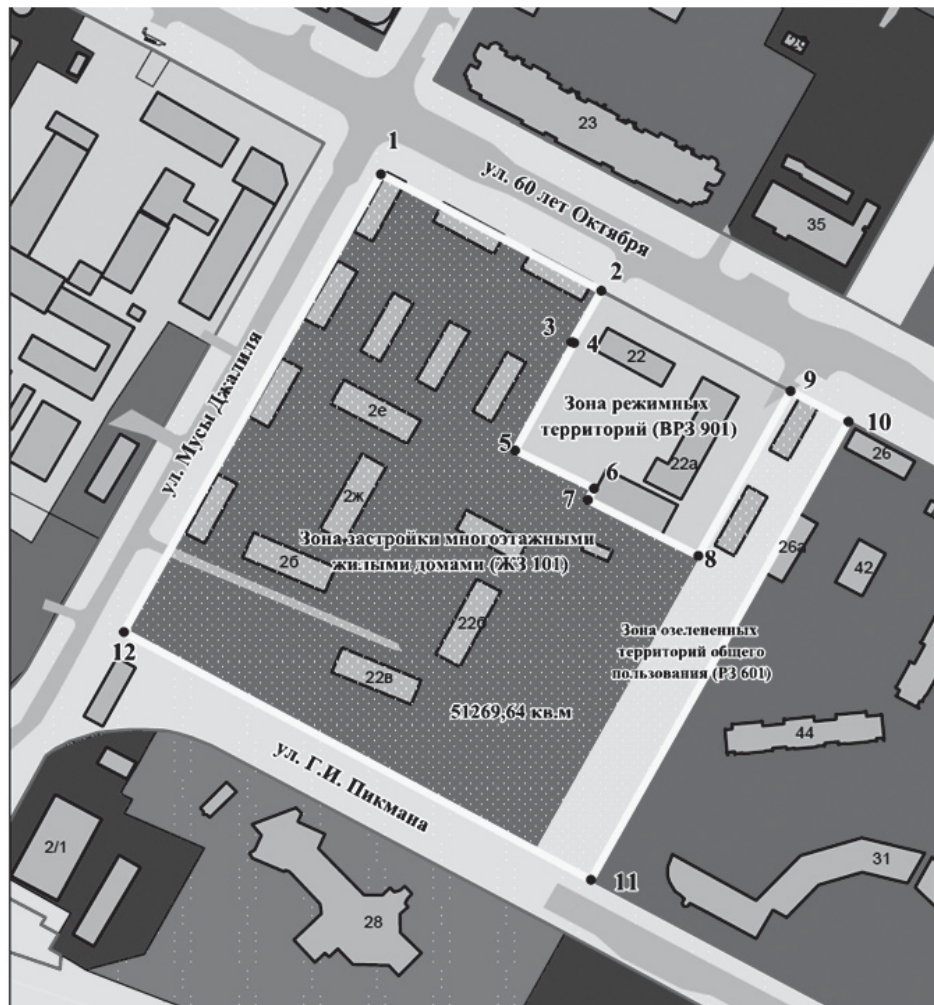 23
1
ул. 60 лет Октября
35
2
3
4
22
9
Зона режимных
территорий (ВРЗ 901)
10
2е
26
5
22а
6
7
ул. Мусы Джалиля
2ж
26а
Зона застройки многоэтажными
жилыми домами (ЖЗ 101)
2б
8
42
12
22б
Зона озелененных
территорий общего
пользования (РЗ 601)
22в
51269,64 кв.м
44
ул. Г.И. Пикмана
2/1
31
11
28